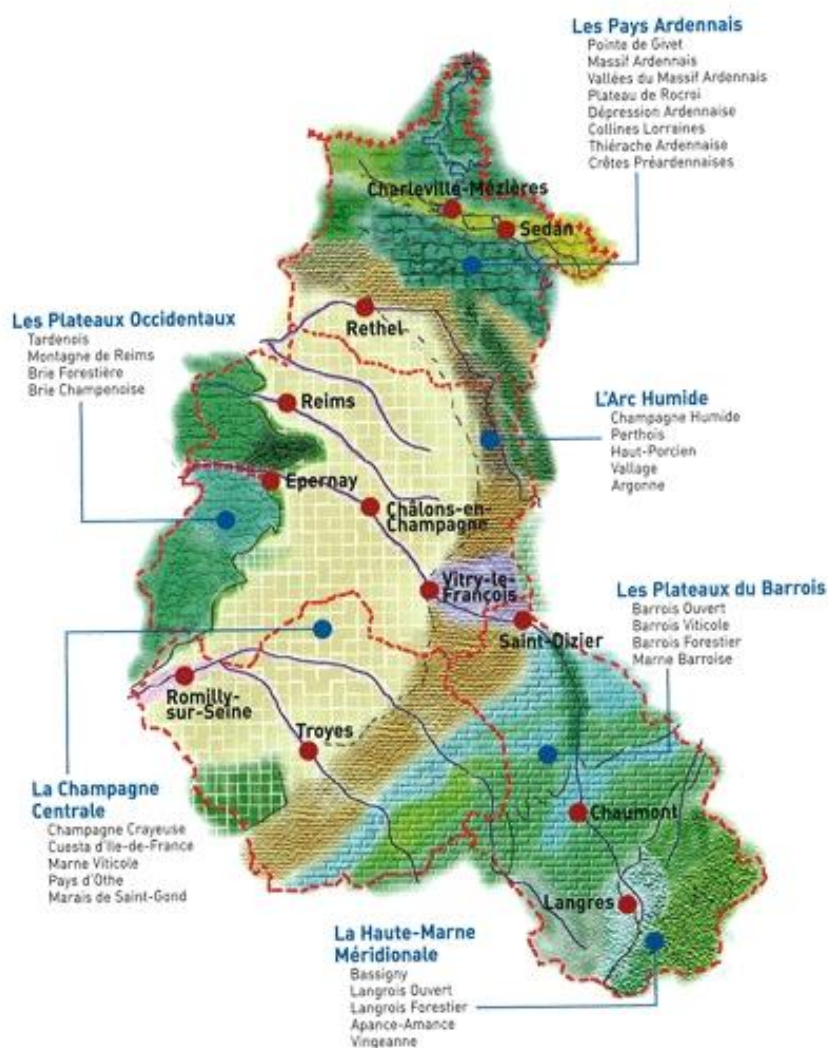 Les Pays Ardennais
Pointe de Givet
Massif Ardennais
Vallées du Massif Ardennais
Plateau de Rocroi
Dépression Ardennaise
Collines Lorraines
Thiérache Ardennaise
Crêtes Préardennaises
Charleville-Mézières
Sedan
Rethel
Les Plateaux Occidentaux
Tardenois
Montagne de Reims
Brie Forestière
Brie Champenoise
Reims
L'Arc Humide
Champagne Humide
Perthois
Haut-Porcien
Vallage
Argonne
Epernay
Châlons-en-
Champagne
Vitry-le-
François
Les Plateaux du Barrois
Barrois Ouvert
Barrois Viticole
Barrois Forestier
Marne Barroise
Saint-Dizier
Romilly-
sur-Seine
Troyes
La Champagne
Centrale
Champagne Crayeuse
Cuesta d'Ile-de-France
Marne Viticole
Pays d'Othe
Marais de Saint-Gond
Chaumont
Langres
La Haute-Marne
Méridionale
Bassigny
Langrois Ouvert
Langrois Forestier
Apance-Amance
Vingeanne